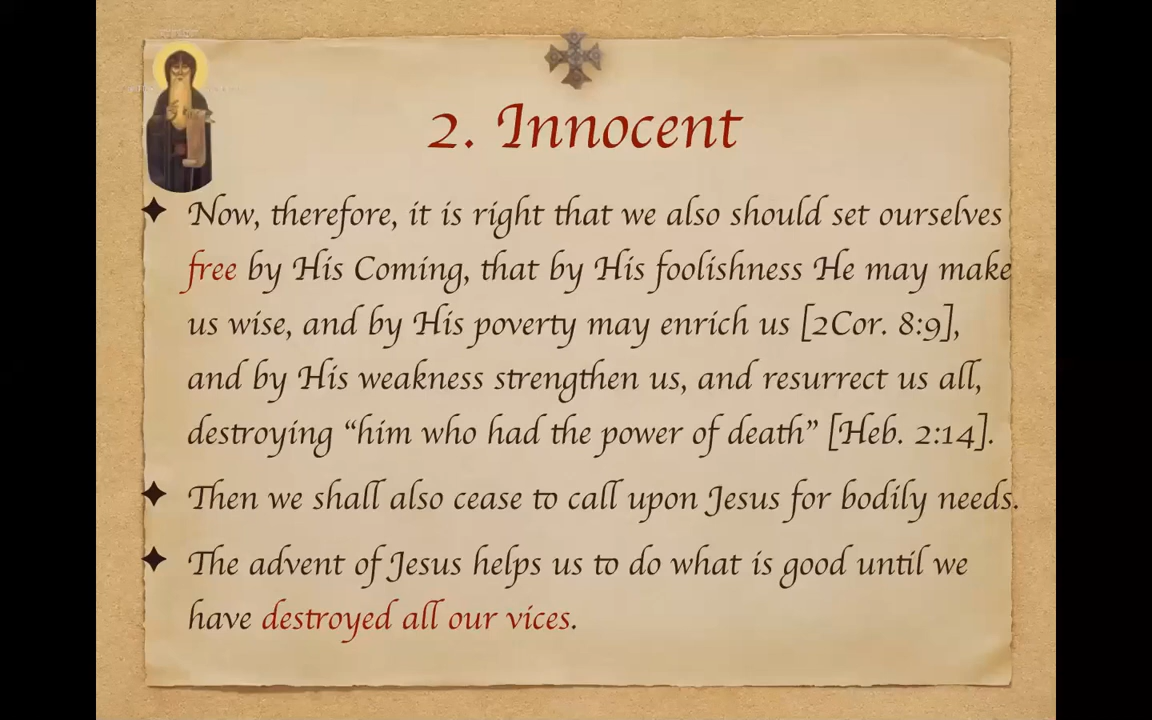 2. Innocent
Now, therefore, it is right that we also should set ourselves
free by His Coming, that by His foolishness He may make
us wise, and by His poverty may enrich us [2Cor. 8:9],
and by His weakness strengthen us, and resurrect us all,
destroying “him who had the power of death” [Heb. 2:14].
Then we shall also cease to call upon Jesus for bodily needs.
The advent of Jesus helps us to do what is good until we
have destroyed all our vices.